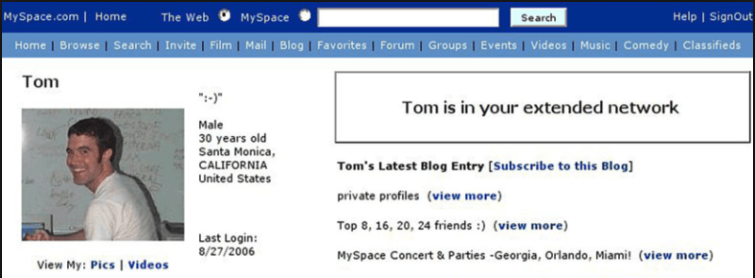 MySpace.com | Home The Web MySpace Search Help | SignOut
Home | Browse | Search | Invite | Film | Mail | Blog | Favorites | Forum | Groups | Events | Videos | Music | Comedy | Classifieds
Tom
":-)"
Male
30 years old
Santa Monica,
CALIFORNIA
United States
Last Login:
8/27/2006
View My: Pics | Videos
Tom is in your extended network
Tom's Latest Blog Entry [Subscribe to this Blog]
private profiles (view more)
Top 8, 16, 20, 24 friends :) (view more)
MySpace Concert & Parties -Georgia, Orlando, Miami! (view more)